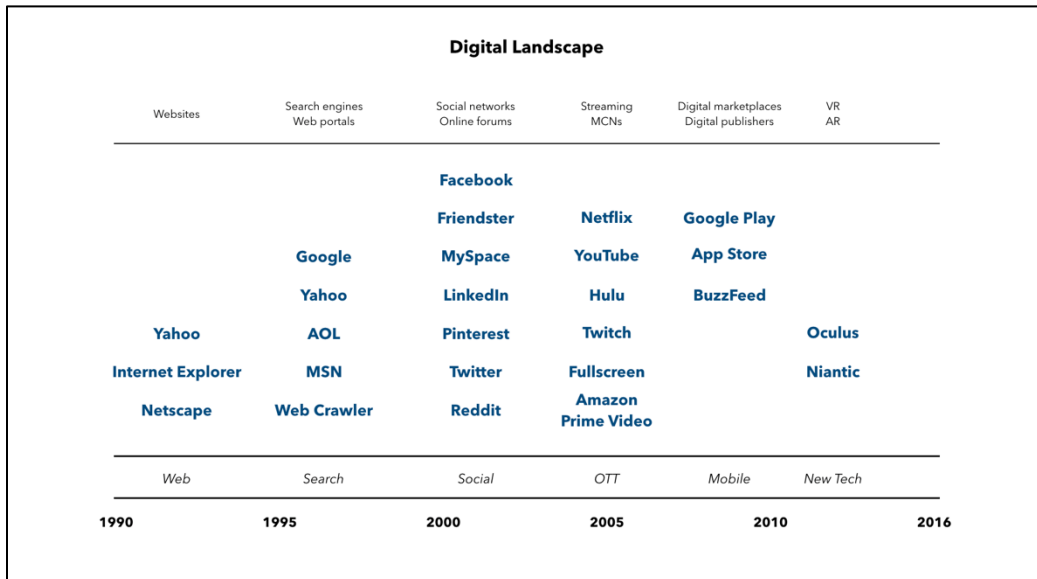 Digital Landscape
Websites
Search engines
Web portals
Social networks
Online forums
Streaming
MCNs
Digital marketplaces
Digital publishers
VR
AR
Facebook
Friendster Netflix Google Play
Google MySpace YouTube App Store
Yahoo LinkedIn Hulu BuzzFeed
Yahoo AOL Pinterest Twitch Oculus
Internet Explorer MSN Twitter Fullscreen Niantic
Netscape Web Crawler Reddit Amazon
Prime Video
Web Search Social OTT Mobile New Tech
1990 1995 2000 2005 2010 2016